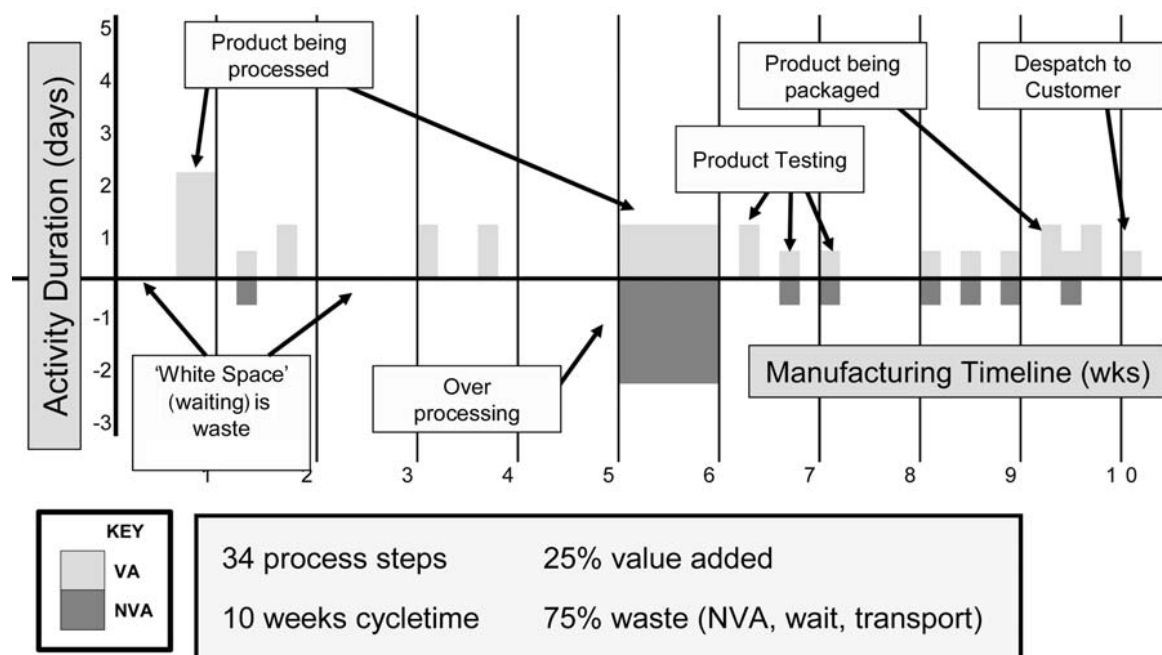 5
4
3
2
1
-1
-2
-3
Activity Duration (days)
Product being
processed
Product being
packaged
Despatch to
Customer
Product Testing
'White Space'
(waiting) is
waste
Over
processing
Manufacturing Timeline (wks)
1 2 3 4 5 6 7 8 9 1 0
KEY
VA
NVA
34 process steps 25% value added
10 weeks cycletime 75% waste (NVA, wait, transport)